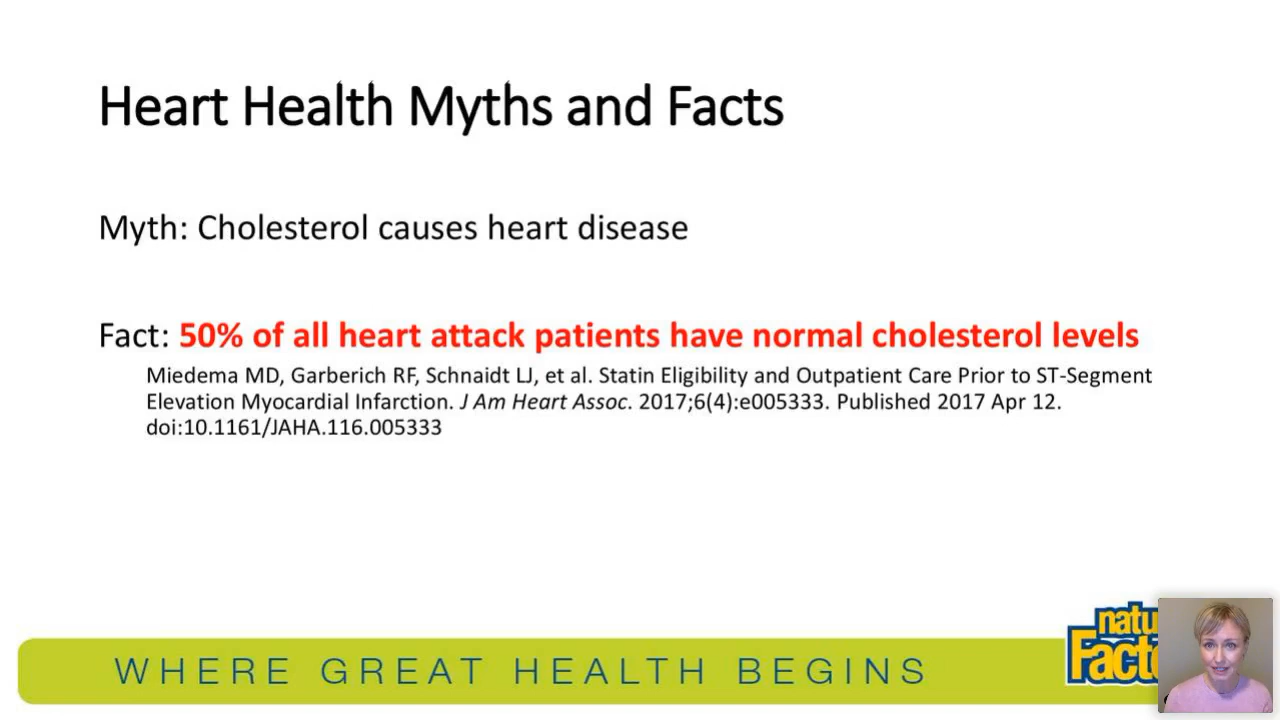 Heart Health Myths and Facts
Myth: Cholesterol causes heart disease
Fact: 50% of all heart attack patients have normal cholesterol levels
Miedema MD, Garberich RF, Schnaidt LJ, et al. Statin Eligibility and Outpatient Care Prior to ST-Segment
Elevation Myocardial Infarction. J Am Heart Assoc. 2017;6(4):e005333. Published 2017 Apr 12.
doi:10.1161/JAHA.116.005333
WHERE GREAT HEALTH BEGINS